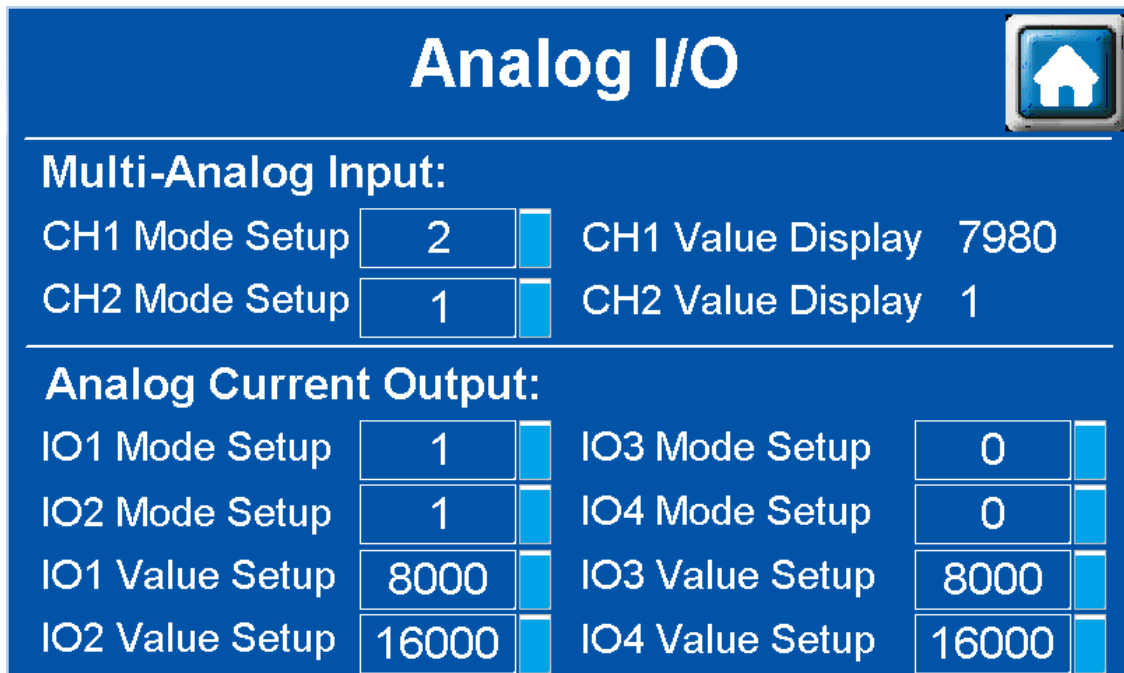 Analog I/O
Multi-Analog Input:
CH1 Mode Setup 2 CH1 Value Display 7980
CH2 Mode Setup 1 CH2 Value Display 1
Analog Current Output:
IO1 Mode Setup 1 IO3 Mode Setup 0
IO2 Mode Setup 1 IO4 Mode Setup 0
IO1 Value Setup 8000 IO3 Value Setup 8000
IO2 Value Setup 16000 IO4 Value Setup 16000